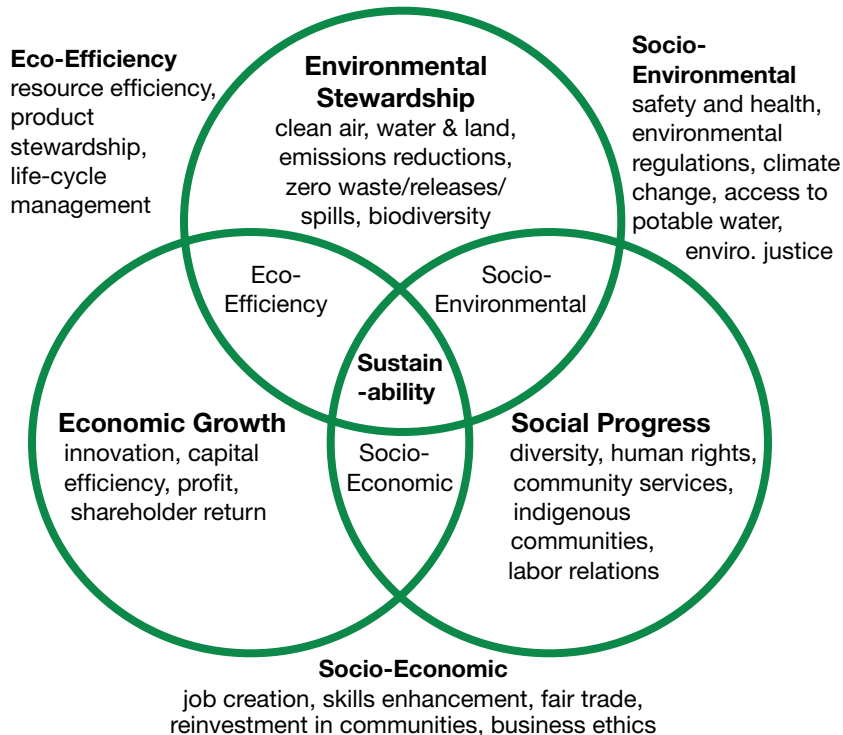 Eco-Efficiency
resource efficiency,
product
stewardship,
life-cycle
management
Environmental
Stewardship
clean air, water & land,
emissions reductions,
zero waste/releases/
spills, biodiversity
Socio-
Environmental
safety and health,
environmental
regulations, climate
change, access to
potable water,
enviro. justice
Eco-
Efficiency
Socio-
Environmental
Sustain
-ability
Economic Growth
innovation, capital
efficiency, profit,
shareholder return
Socio-
Economic
Social Progress
diversity, human rights,
community services,
indigenous
communities,
labor relations
Socio-Economic
job creation, skills enhancement, fair trade,
reinvestment in communities, business ethics